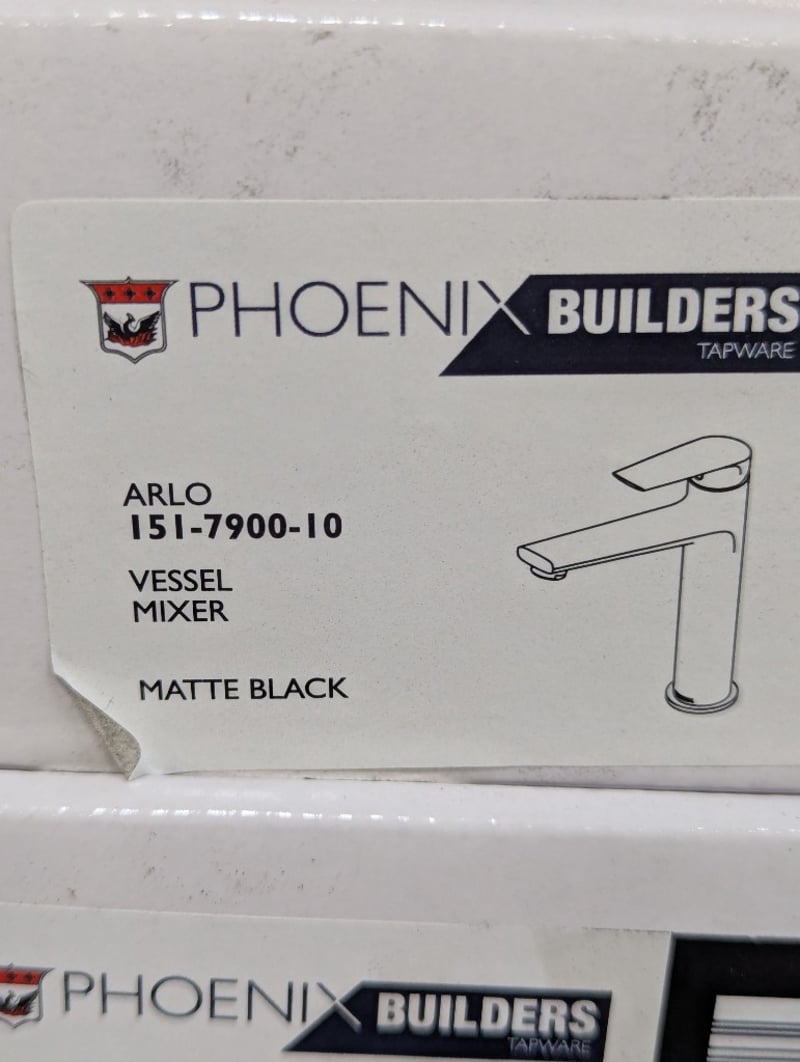 PHOENIX BUILDERS
TAPWARE
ARLO
151-7900-10
VESSEL
MIXER
MATTE BLACK
PHOENIX BUILDERS
TAPWARE